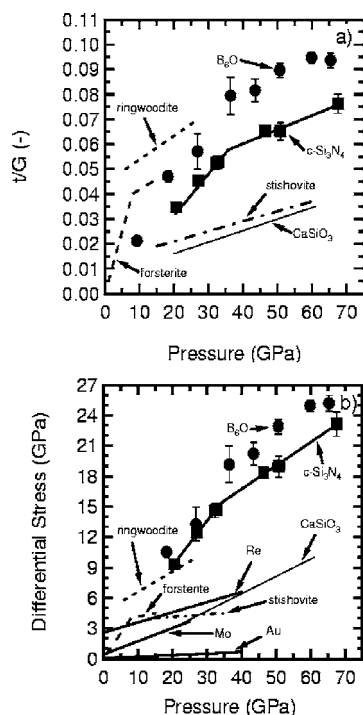 a)
t/G (-)
0.11
0.10
0.09
0.08
0.07
0.06
0.05
0.04
0.03
0.02
0.01
0.00
B6O
ringwoodite
c-Si3N4
stishovite
CaSiO3
forsterite
0 10 20 30 40 50 60 70
Pressure (GPa)
b)
Differential Stress (GPa)
27
24
21
18
15
12
9
6
3
0
B6O
c-Si3N4
ringwoodite
Re
CaSiO3
forsterite
stishovite
Mo
Au
0 10 20 30 40 50 60 70
Pressure (GPa)